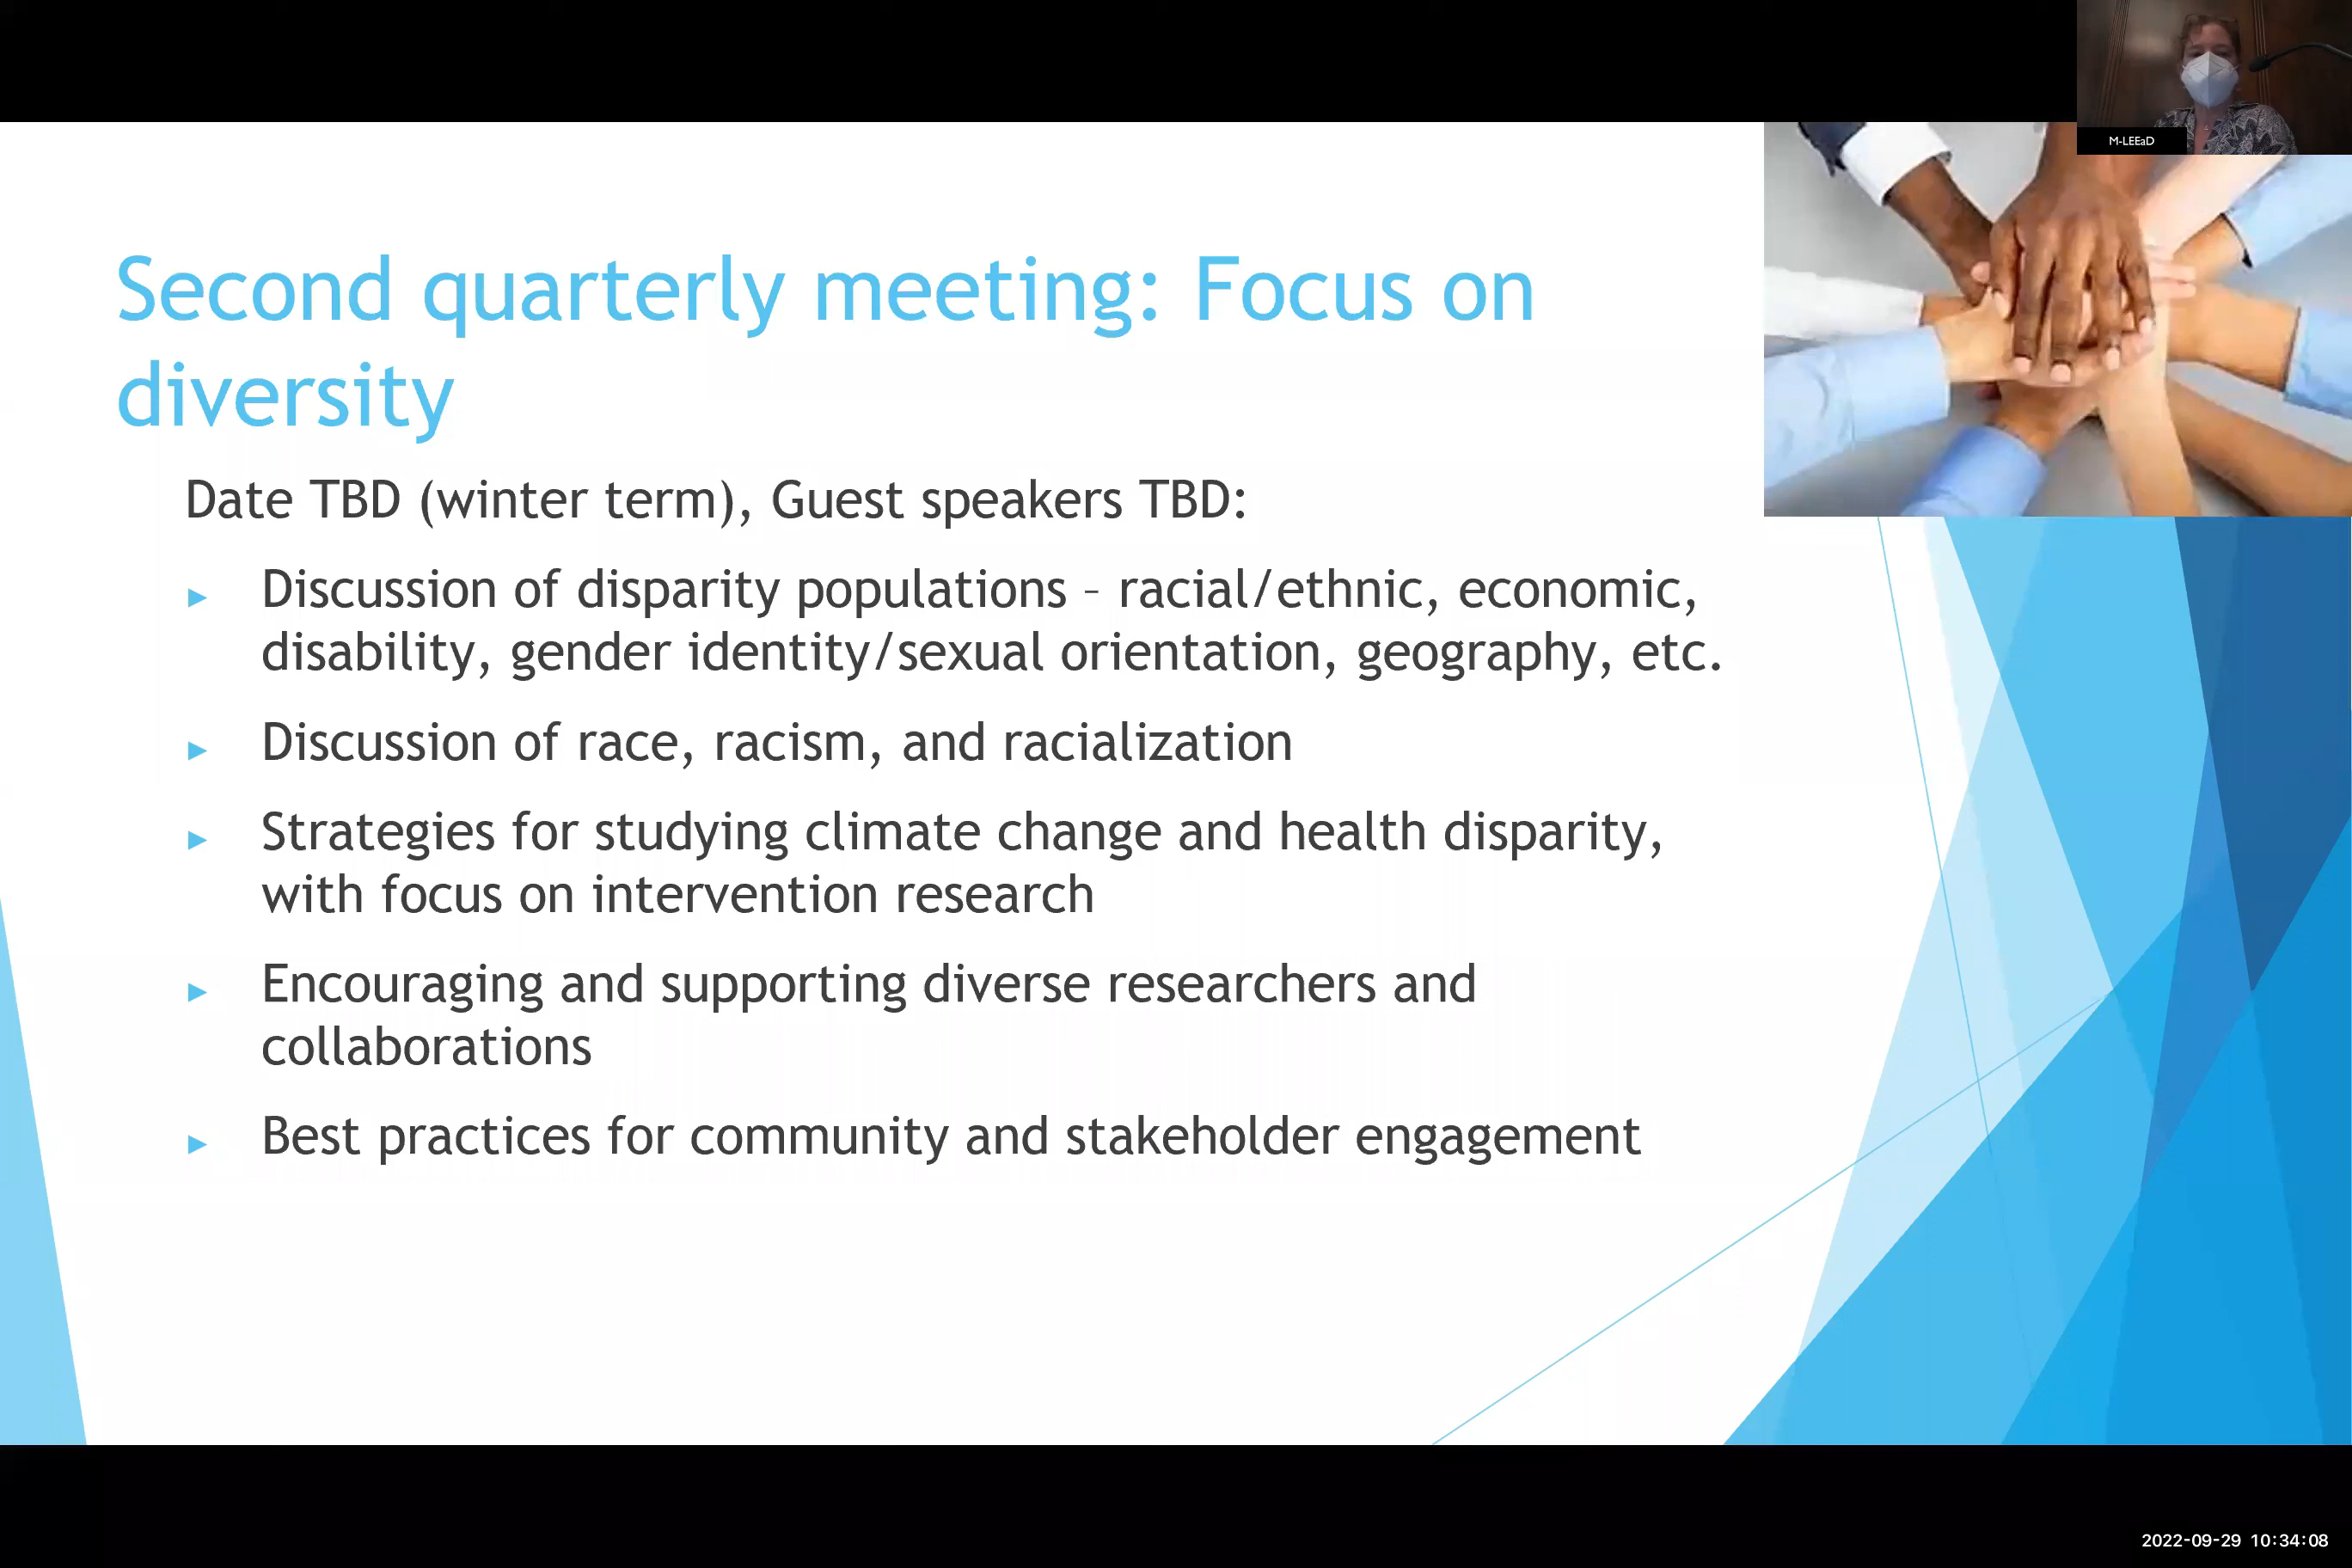 M-LEEaD
Second quarterly meeting: Focus on
diversity
Date TBD (winter term), Guest speakers TBD:
► Discussion of disparity populations – racial/ethnic, economic,
disability, gender identity/sexual orientation, geography, etc.
► Discussion of race, racism, and racialization
► Strategies for studying climate change and health disparity,
with focus on intervention research
► Encouraging and supporting diverse researchers and
collaborations
► Best practices for community and stakeholder engagement
2022-09-29 10:34:08